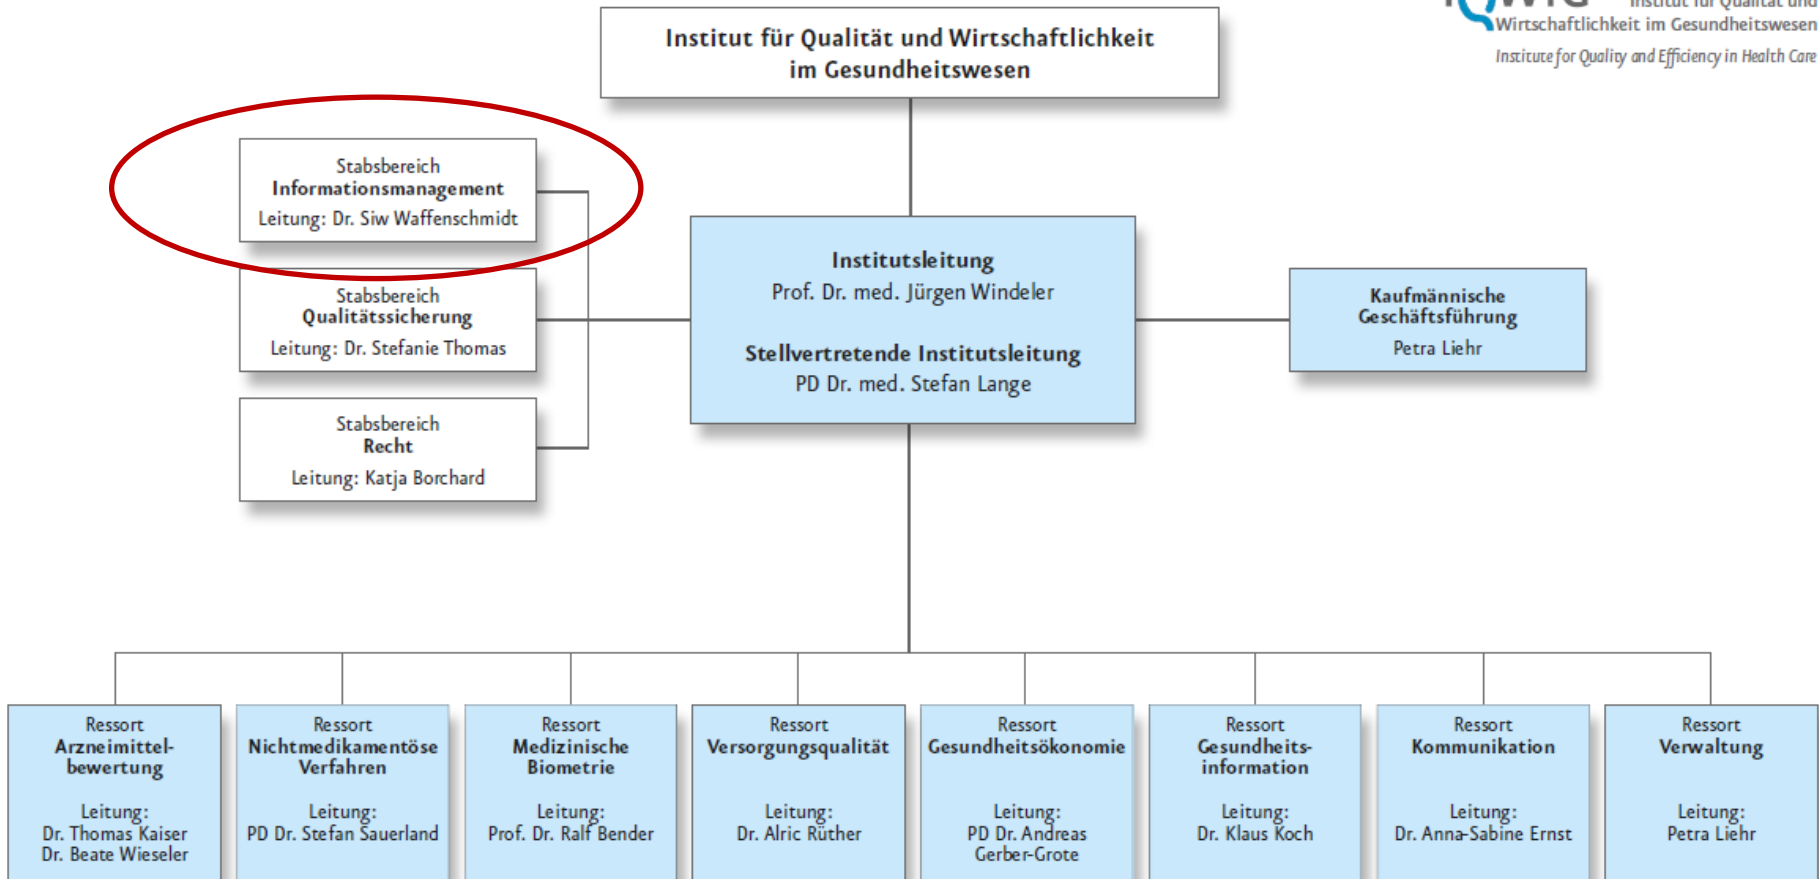 Institut für Qualität und Wirtschaftlichkeit
im Gesundheitswesen
IQWiG
Institut für Qualität und
Wirtschaftlichkeit im Gesundheitswesen
Institute for Quality and Efficiency in Health Care
Stabsbereich
Informationsmanagement
Leitung: Dr. Siw Waffenschmidt
Stabsbereich
Qualitätssicherung
Leitung: Dr. Stefanie Thomas
Stabsbereich
Recht
Leitung: Katja Borchard
Institutsleitung
Prof. Dr. med. Jürgen Windeler
Stellvertretende Institutsleitung
PD Dr. med. Stefan Lange
Kaufmännische
Geschäftsführung
Petra Liehr
Ressort
Arzneimittel-
bewertung
Leitung:
Dr. Thomas Kaiser
Dr. Beate Wieseler
Ressort
Nichtmedikamentöse
Verfahren
Leitung:
PD Dr. Stefan Sauerland
Ressort
Medizinische
Biometrie
Leitung:
Prof. Dr. Ralf Bender
Ressort
Versorgungsqualität
Leitung:
Dr. Alric Rüther
Ressort
Gesundheitsökonomie
Leitung:
PD Dr. Andreas
Gerber-Grote
Ressort
Gesundheits-
information
Leitung:
Dr. Klaus Koch
Ressort
Kommunikation
Leitung:
Dr. Anna-Sabine Ernst
Ressort
Verwaltung
Leitung:
Petra Liehr